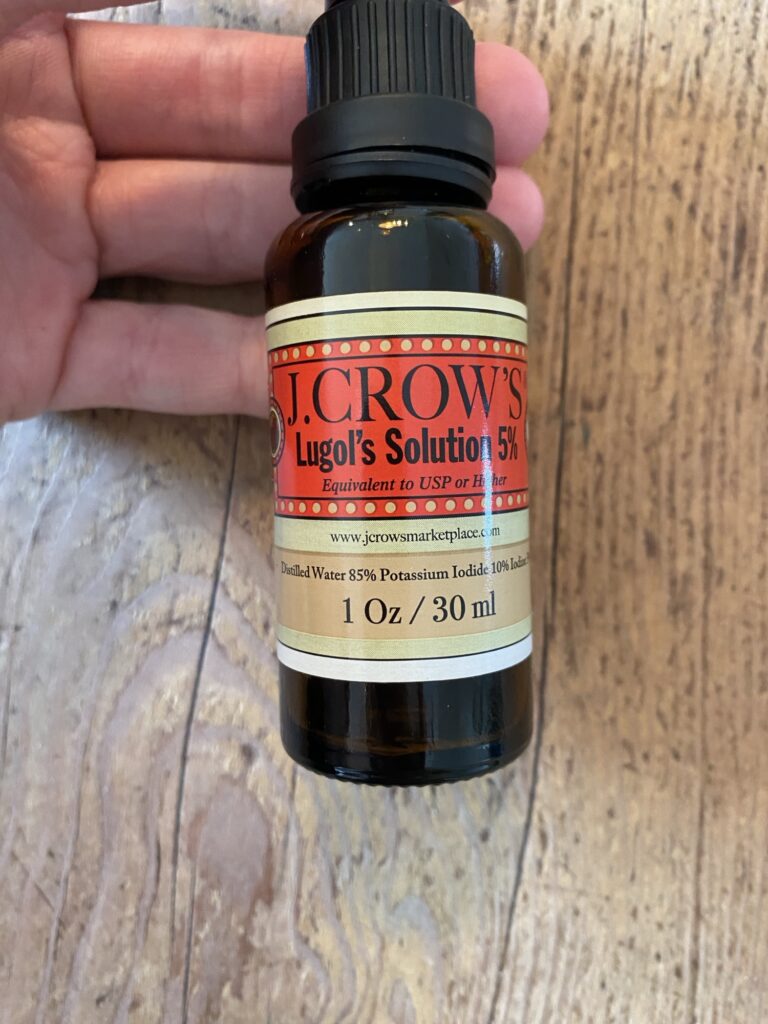 J.CROW'S
Lugol's Solution 5%
Equivalent to USP or Higher
www.jcrowsmarketplace.com
Distilled Water 85% Potassium Iodide 10% Iodine
1 Oz / 30 ml